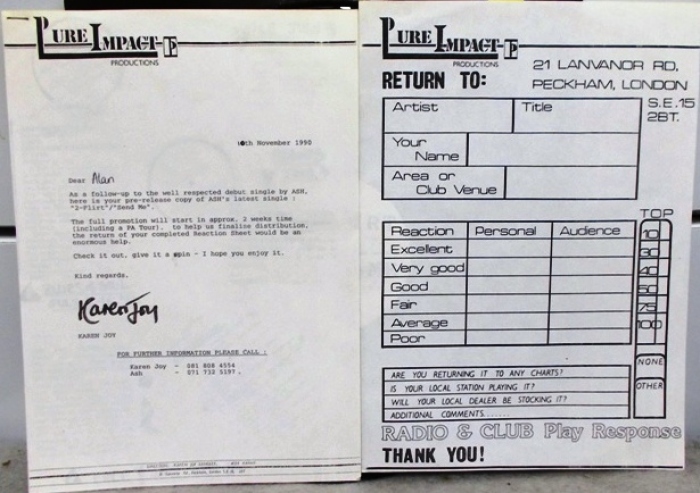 PURE IMPACT
PRODUCTIONS
10th November 1990
Dear Alan
As a follow-up to the well respected debut single by ASH,
here is your pre-release copy of ASH's latest single :
"2-Flirt"/"Send Me".
The full promotion will start in approx. 2 weeks time
(including a PA Tour). to help us finalise distribution,
the return of your completed Reaction Sheet would be an
enormous help.
Check it out, give it a spin - I hope you enjoy it.
Kind regards.
Karen Joy
KAREN JOY
FOR FURTHER INFORMATION PLEASE CALL :
Karen Joy - 081 808 4554
Ash - 071 732 5197.
PURE IMPACT
PRODUCTIONS
RETURN TO:
21 LANVANOR RD,
PECKHAM, LONDON
S.E.15
2BT.
Artist Title
Your
Name
Area or
Club Venue
TOP
Reaction Personal Audience 10
Excellent 30
Very good 40
Good 50
Fair 75
Average 100
Poor
NONE
ARE YOU RETURNING IT TO ANY CHARTS?
IS YOUR LOCAL STATION PLAYING IT? OTHER
WILL YOUR LOCAL DEALER BE STOCKING IT?
ADDITIONAL COMMENTS.......
RADIO & CLUB Play Response
THANK YOU!